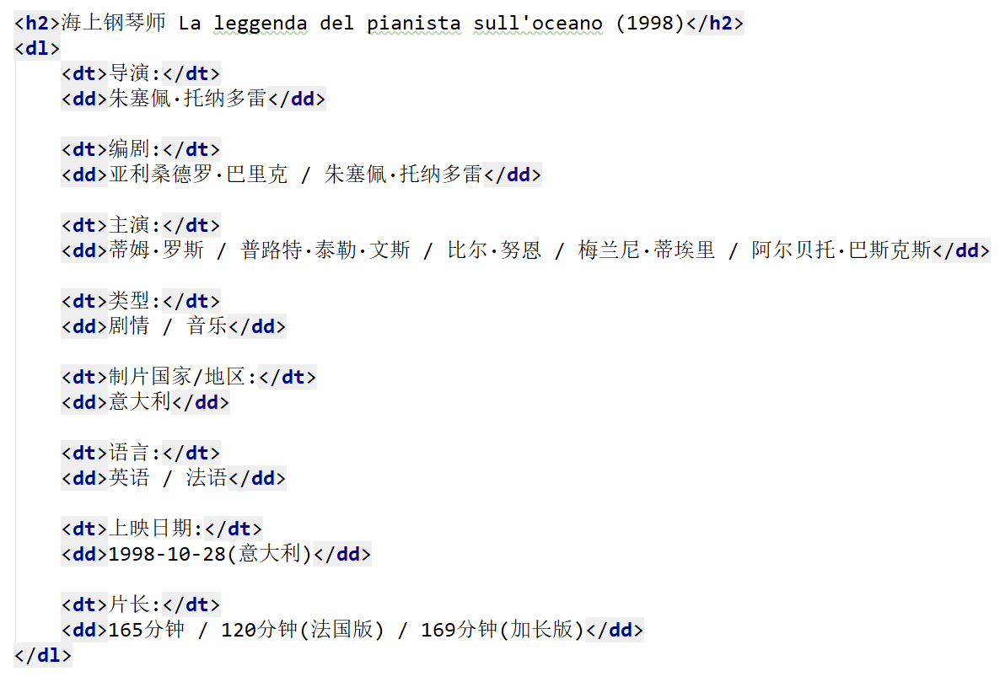 <h2>海上钢琴师 La leggenda del pianista sull'oceano (1998)</h2>
<dl>
<dt>导演:</dt>
<dd>朱塞佩·托纳多雷</dd>
<dt>编剧:</dt>
<dd>亚利桑德罗·巴里克 / 朱塞佩·托纳多雷</dd>
<dt>主演:</dt>
<dd>蒂姆·罗斯 / 普路特·泰勒·文斯 / 比尔·努恩 / 梅兰尼·蒂埃里 / 阿尔贝托·巴斯克斯</dd>
<dt>类型:</dt>
<dd>剧情 / 音乐</dd>
<dt>制片国家/地区:</dt>
<dd>意大利</dd>
<dt>语言:</dt>
<dd>英语 / 法语</dd>
<dt>上映日期:</dt>
<dd>1998-10-28(意大利)</dd>
<dt>片长:</dt>
<dd>165分钟 / 120分钟(法国版) / 169分钟(加长版)</dd>
</dl>